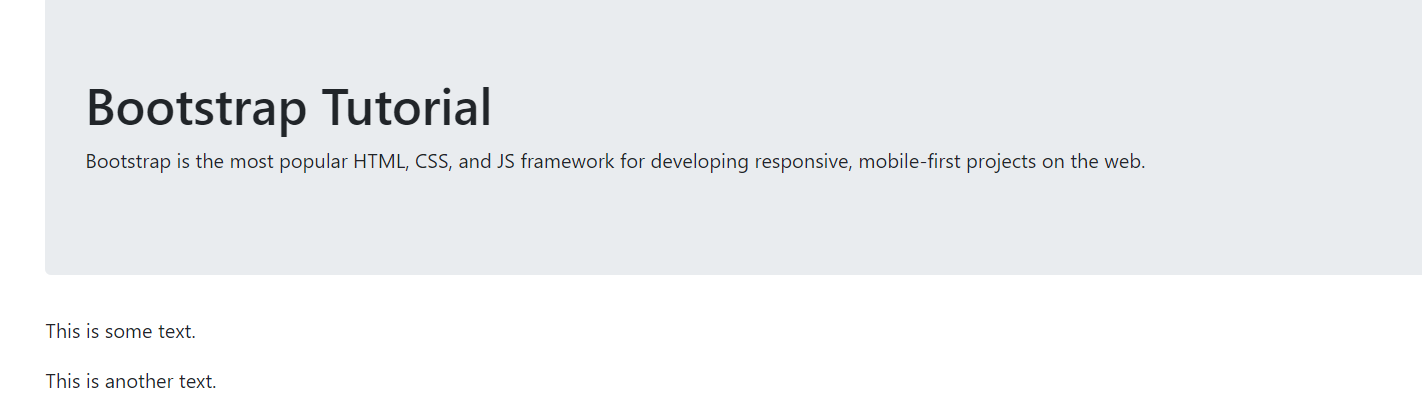 Bootstrap Tutorial
Bootstrap is the most popular HTML, CSS, and JS framework for developing responsive, mobile-first projects on the web.
This is some text.
This is another text.